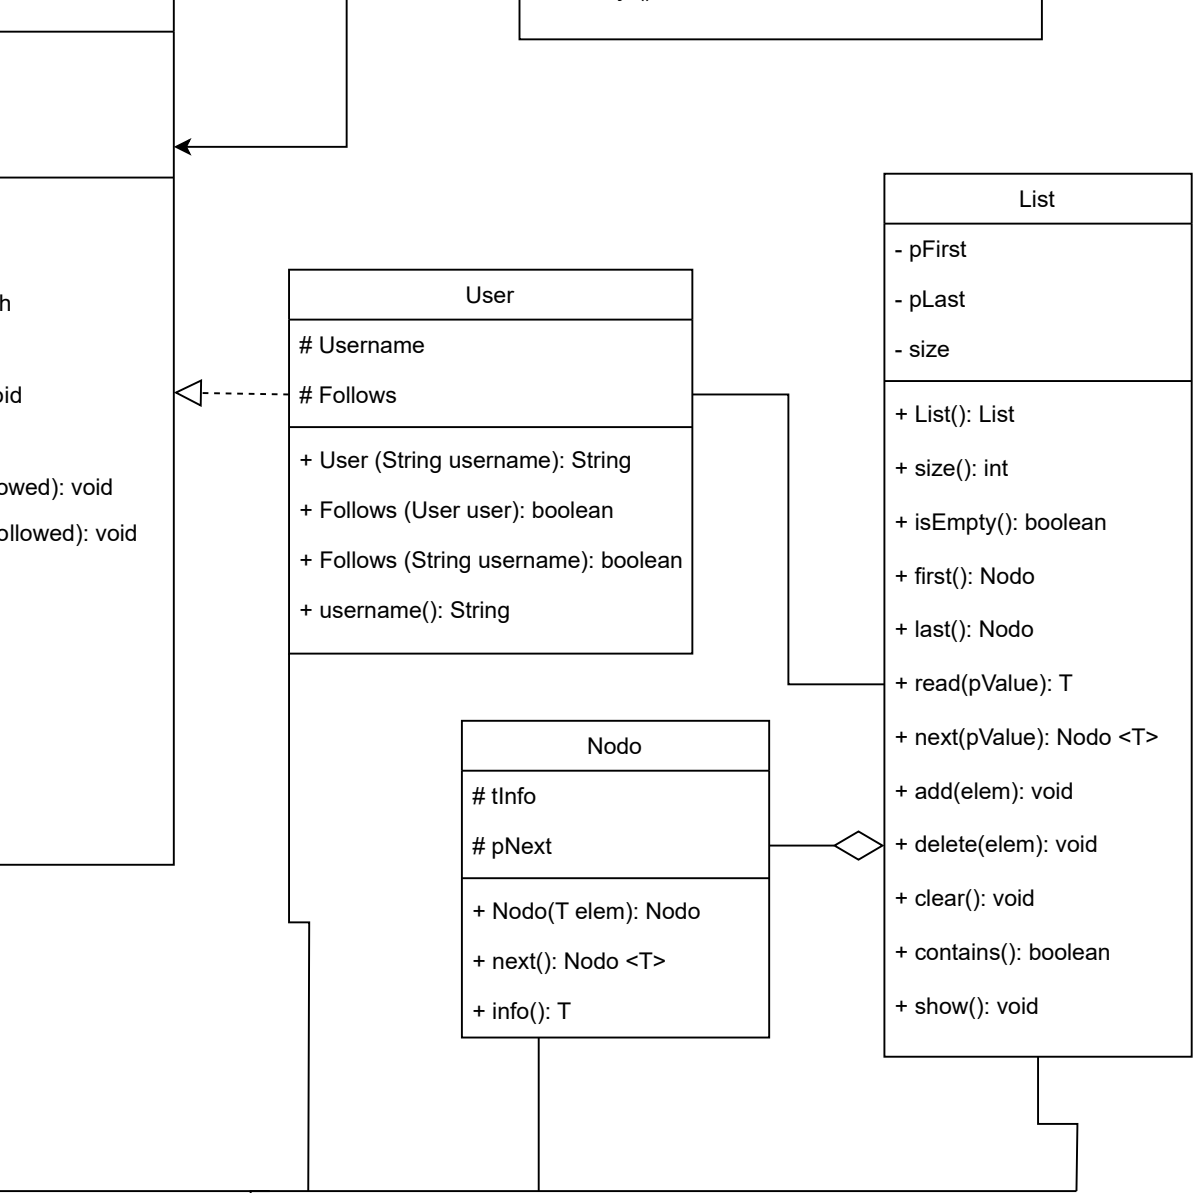 h
oid
owed): void
ollowed): void
User
# Username
# Follows
+ User (String username): String
+ Follows (User user): boolean
+ Follows (String username): boolean
+ username(): String
Nodo
# tInfo
# pNext
+ Nodo(T elem): Nodo
+ next(): Nodo <T>
+ info(): T
List
- pFirst
- pLast
- size
+ List(): List
+ size(): int
+ isEmpty(): boolean
+ first(): Nodo
+ last(): Nodo
+ read(pValue): T
+ next(pValue): Nodo <T>
+ add(elem): void
+ delete(elem): void
+ clear(): void
+ contains(): boolean
+ show(): void